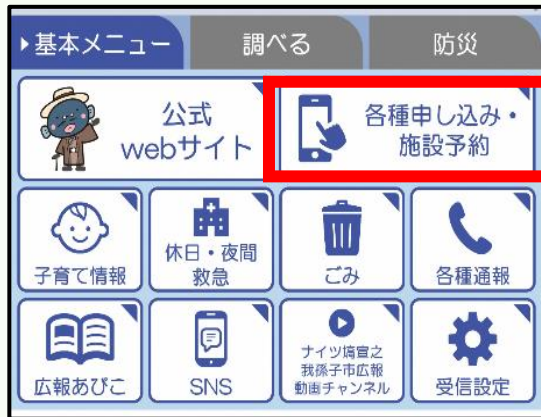 基本メニュー
調べる
防災
公式
webサイト
各種申し込み・
施設予約
子育て情報
休日・夜間
救急
ごみ
各種通報
広報あびこ
SNS
ナイツ塙宣之
我孫子市広報
動画チャンネル
受信設定